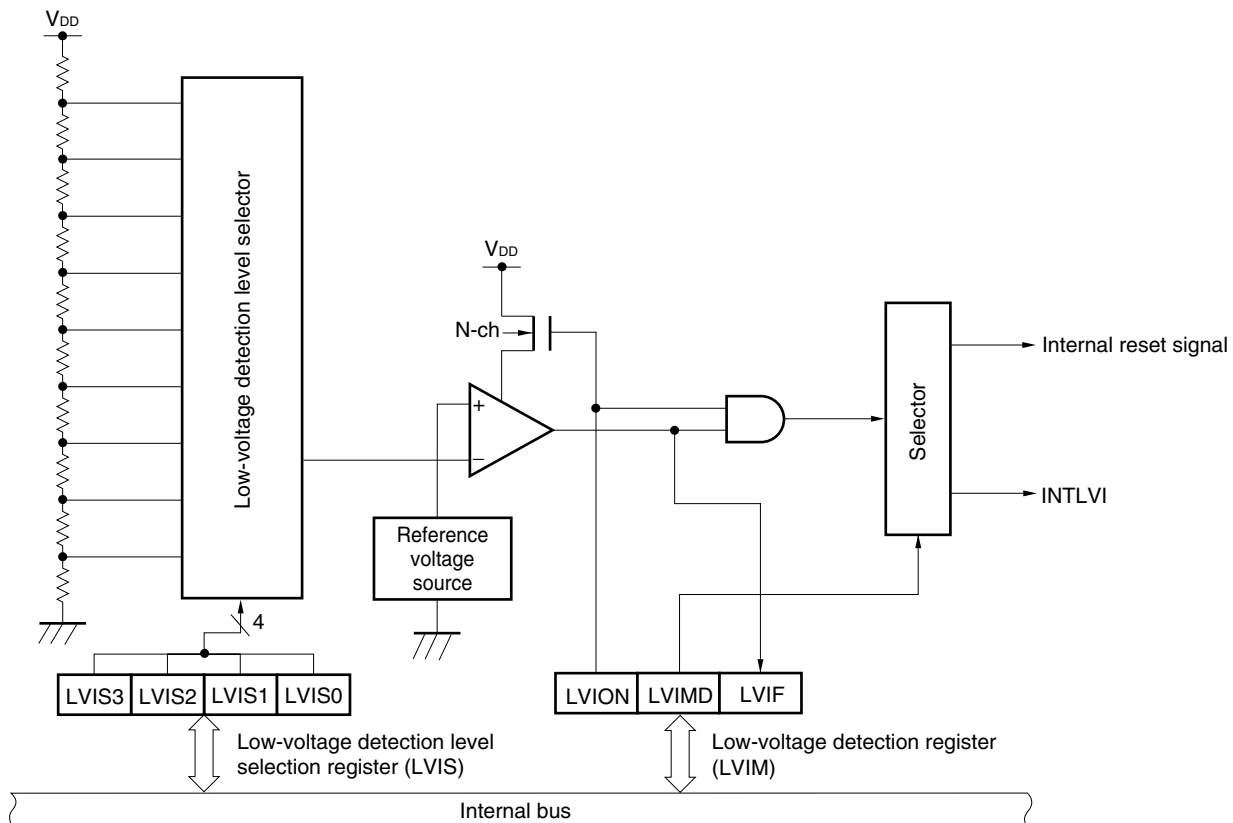 VDD
Low-voltage detection level selector
4
LVIS3 LVIS2 LVIS1 LVIS0
Low-voltage detection level
selection register (LVIS)
VDD
N-ch
+
−
Reference
voltage
source
Selector
Internal reset signal
INTLVI
LVION LVIMD LVIF
Low-voltage detection register
(LVIM)
Internal bus